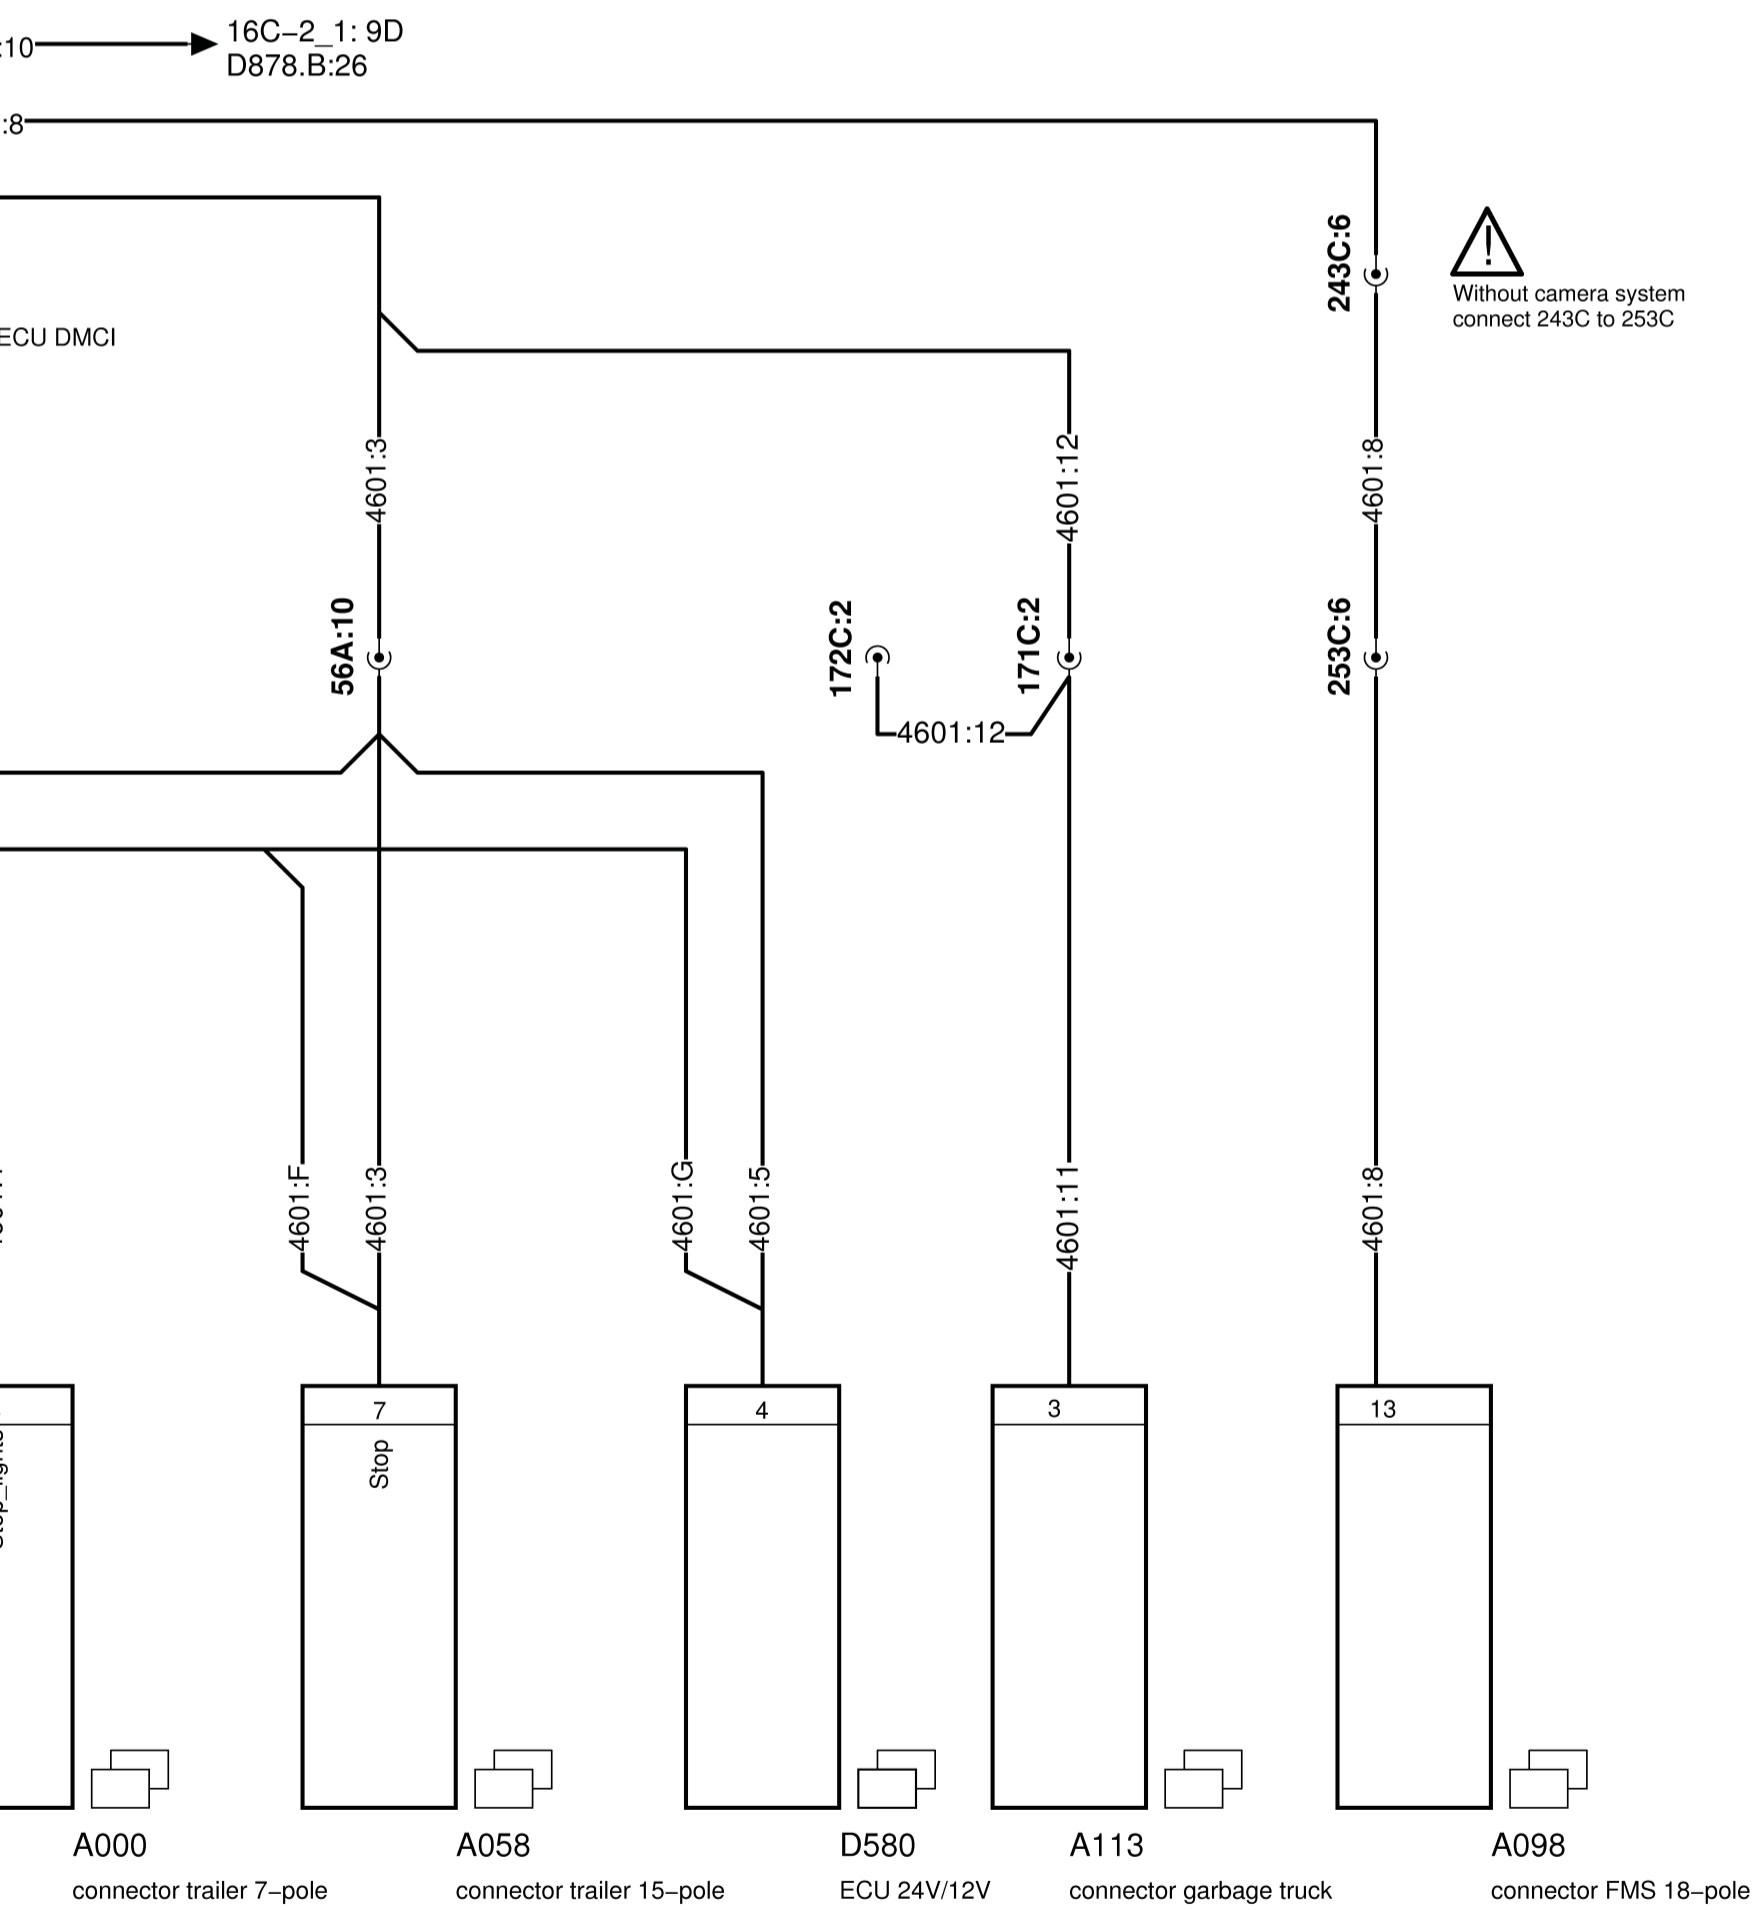 :10
16C–2_1: 9D
D878.B:26
:8
243C:6
Without camera system
connect 243C to 253C
ECU DMCI
4601:3
4601:12
4601:8
56A:10
172C:2
171C:2
253C:6
4601:12
4601:F
4601:3
4601:G
4601:5
4601:11
4601:8
7
4
3
13
Stop
A000
A058
D580
A113
A098
connector trailer 7–pole
connector trailer 15–pole
ECU 24V/12V
connector garbage truck
connector FMS 18–pole